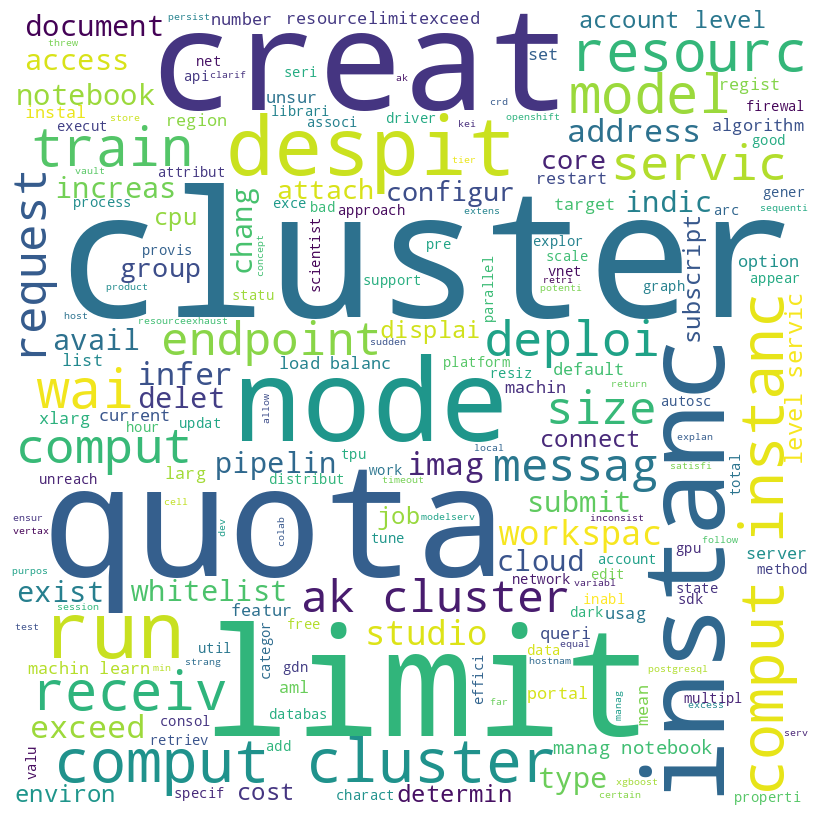 persist
number
resourcelimitexceed
account level
document
creat
threw
net
ak
set
resourc
access
api
clarif
seri
crd
model
regist
notebook
unsur
kei
openshift
firewal
instal
store
region
librari
associ
driver
despit
algorithm
execut
train
tier
address
good
vault
attribut
core
servic
process
increas
attach
configur
restart
gener
request
chang
concept
exce
bad
approach
extens
target
indic
arc
sequenti
cpu
scientist
pre
explor
scale
option
provis
cluster
group
support
parallel
vnet
retri
potenti
graph
subscript
appear
product
statu
host
resourceexhaust
avail
endpoint
displai
deploi
sudden
list
load balanc
platform
default
wai
infer
node
resiz
machin
return
autosc
level servic
xlarg
current
delet
allow
size
hour
updat
local
connect
explan
comput
instanc
comput instanc
unreach
larg
pipelin
tpu
work
imag
messag
satisfi
total
distribut
timeout
cell
quota
job
modelserv
submit
ensur
vertax
dev
colab
tune
inconsist
workspac
gpu
server
follow
account
method
cloud
purpos
exist
whitelist
ak cluster
network
variabl
edit
state
sdk
session
featur
inabl
test
run
util
categor
free
limit
studio
effici
queri
dark
usag
equal
strang
data
hostnam
postgresql
machin learn
min
gdn
receiv
aml
portal
multipl
far
manag
mean
excess
exceed
consol
databas
serv
retriev
add
comput cluster
manag notebook
valu
type
xgboost
environ
specif
cost
charact
determin
certain
properti